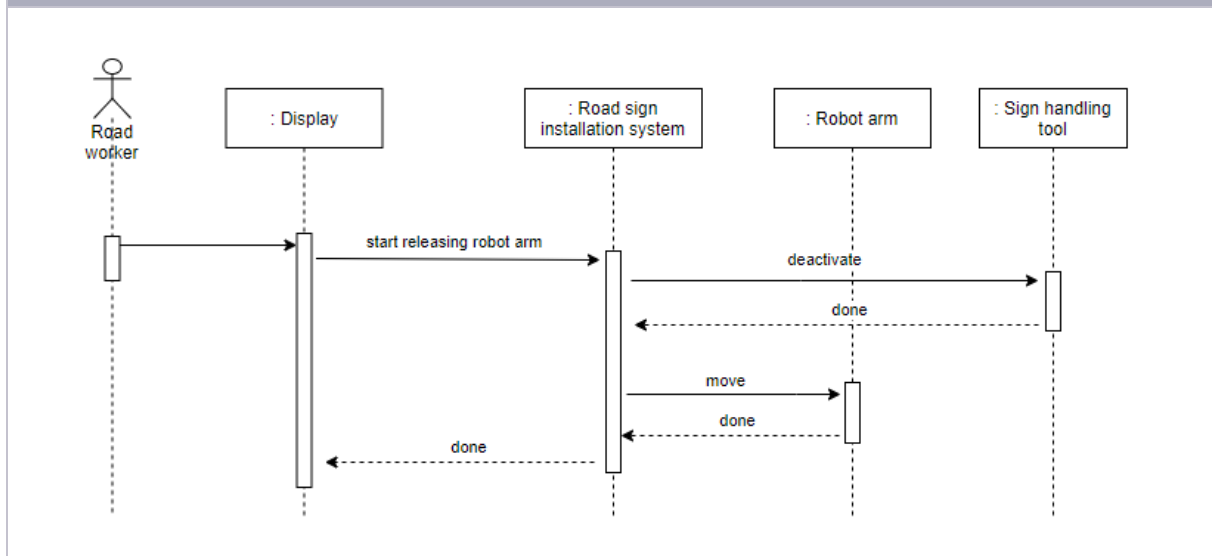 Road
worker
: Display
: Road sign
installation system
: Robot arm
: Sign handling
tool
start releasing robot arm
deactivate
done
move
done
done